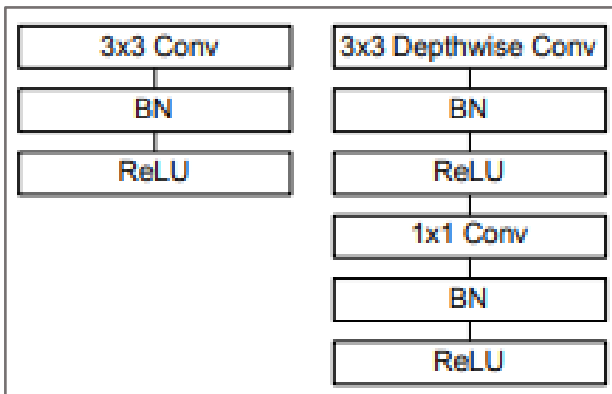 3x3 Conv
BN
ReLU
3x3 Depthwise Conv
BN
ReLU
1x1 Conv
BN
ReLU